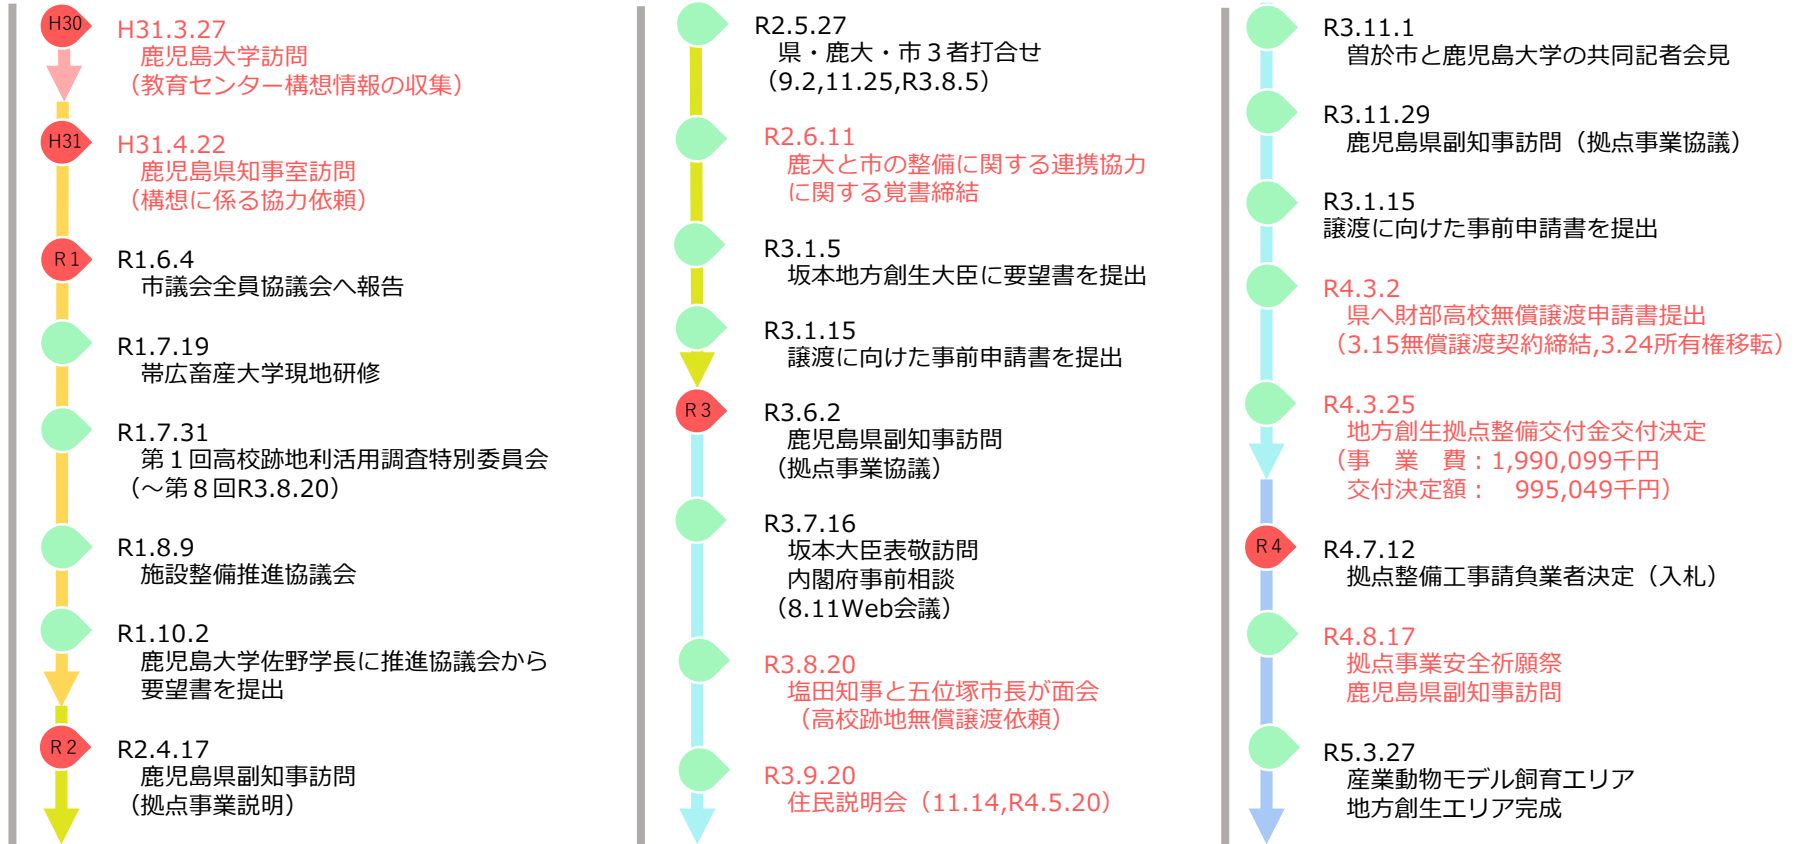 H30
H31.3.27
鹿児島大学訪問
（教育センター構想情報の収集）
H31
H31.4.22
鹿児島県知事室訪問
（構想に係る協力依頼）
R1
R1.6.4
市議会全員協議会へ報告
R1.7.19
帯広畜産大学現地研修
R1.7.31
第１回高校跡地利活用調査特別委員会
（～第８回R3.8.20）
R1.8.9
施設整備推進協議会
R1.10.2
鹿児島大学佐野学長に推進協議会から
要望書を提出
R2
R2.4.17
鹿児島県副知事訪問
（拠点事業説明）
R2.5.27
県・鹿大・市３者打合せ
（9.2,11.25,R3.8.5）
R2.6.11
鹿大と市の整備に関する連携協力
に関する覚書締結
R3.1.5
坂本地方創生大臣に要望書を提出
R3.1.15
譲渡に向けた事前申請書を提出
R3
R3.6.2
鹿児島県副知事訪問
（拠点事業協議）
R3.7.16
坂本大臣表敬訪問
内閣府事前相談
（8.11Web会議）
R3.8.20
塩田知事と五位塚市長が面会
（高校跡地無償譲渡依頼）
R3.9.20
住民説明会（11.14,R4.5.20）
R3.11.1
曽於市と鹿児島大学の共同記者会見
R3.11.29
鹿児島県副知事訪問（拠点事業協議）
R3.1.15
譲渡に向けた事前申請書を提出
R4.3.2
県へ財部高校無償譲渡申請書提出
（3.15無償譲渡契約締結,3.24所有権移転）
R4.3.25
地方創生拠点整備交付金交付決定
（事　業　費：1,990,099千円
交付決定額：　995,049千円）
R4
R4.7.12
拠点整備工事請負業者決定（入札）
R4.8.17
拠点事業安全祈願祭
鹿児島県副知事訪問
R5.3.27
産業動物モデル飼育エリア
地方創生エリア完成